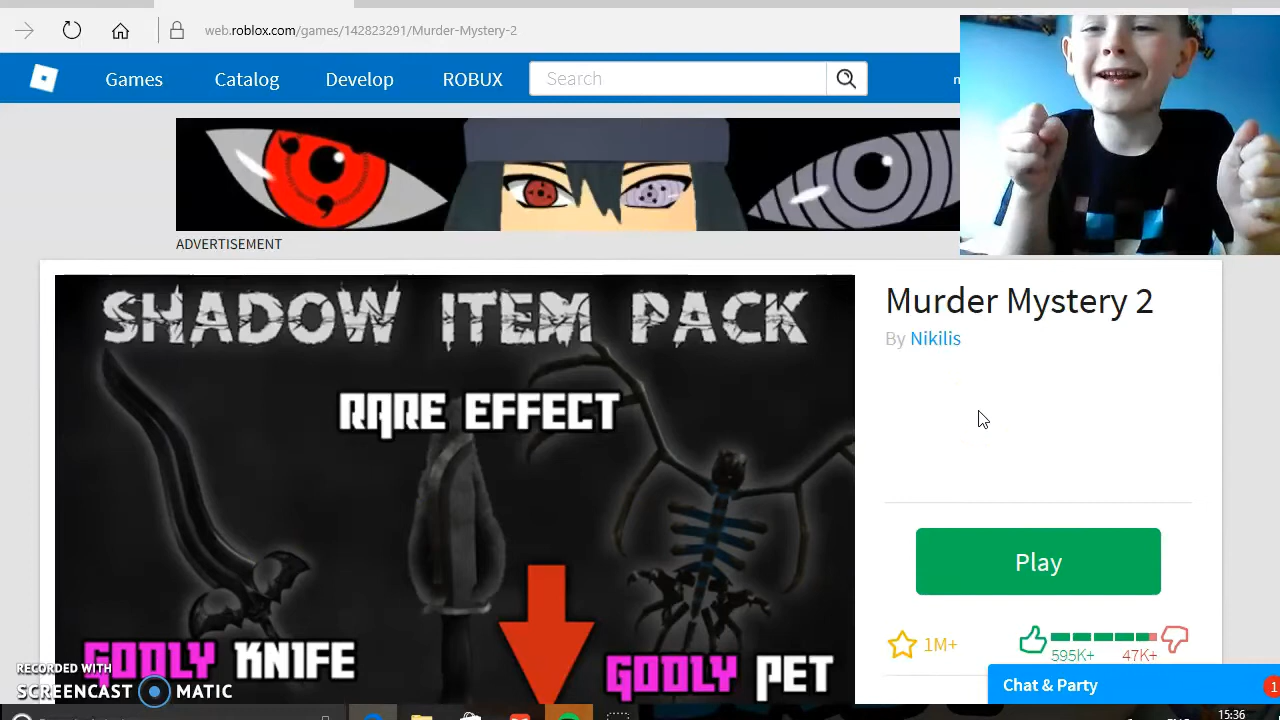 web.roblox.com/games/142823291/Murder-Mystery-2
Games
Catalog
Develop
ROBUX
Search
ADVERTISEMENT
SHADOW ITEM PACK
RARE EFFECT
GODLY KNIFE
GODLY PET
Murder Mystery 2
By Nikilis
Play
1M+
595K+
47K+
Chat & Party
1
RECORDED WITH
SCREENCAST MATIC
15:36